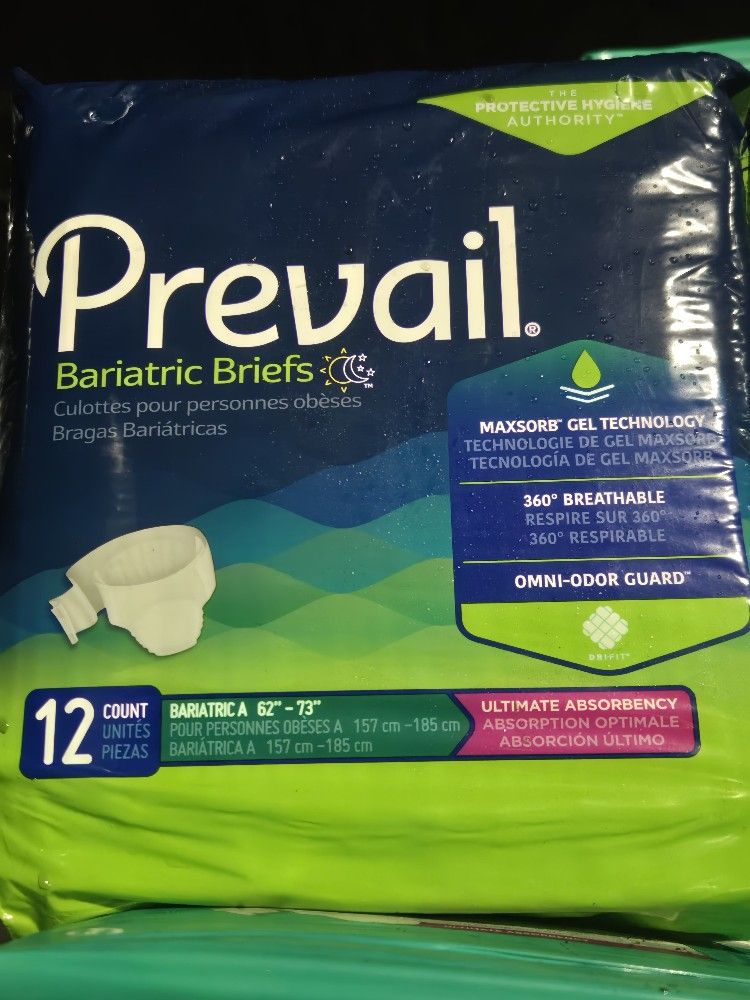 THE
PROTECTIVE HYGIENE
AUTHORITY™
Prevail®
Bariatric Briefs ™
Culottes pour personnes obèses
Bragas Bariátricas
MAXSORB™ GEL TECHNOLOGY
TECHNOLOGIE DE GEL MAXSORB
TECNOLOGÍA DE GEL MAXSORB
360° BREATHABLE
RESPIRE SUR 360°
360° RESPIRABLE
OMNI-ODOR GUARD™
DRI-FIT™
12
COUNT
UNITÉS
PIEZAS
BARIATRIC A 62" – 73"
POUR PERSONNES OBÈSES A 157 cm –185 cm
BARIÁTRICA A 157 cm –185 cm
ULTIMATE ABSORBENCY
ABSORPTION OPTIMALE
ABSORCIÓN ÚLTIMO